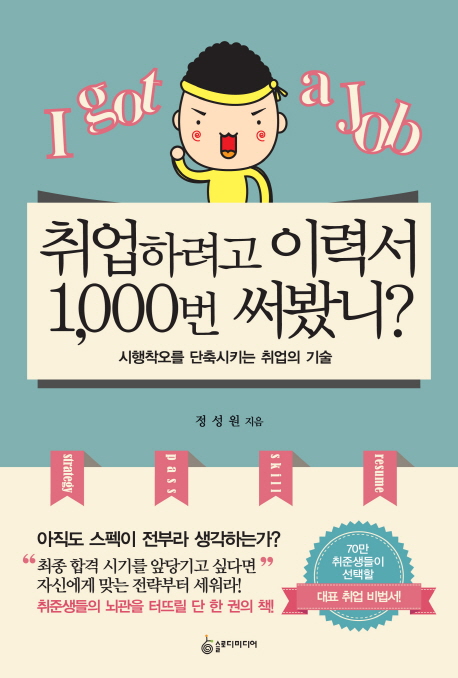 I got a Job
취업하려고 이력서
1,000번 써봤니?
시행착오를 단축시키는 취업의 기술
정성원 지음
strategy
pass
skill
resume
아직도 스펙이 전부라 생각하는가?
“최종 합격 시기를 앞당기고 싶다면
자신에게 맞는 전략부터 세워라!”
취준생들의 뇌관을 터뜨릴 단 한 권의 책!
70만
취준생들이
선택할
대표 취업 비법서!
슬로디미디어